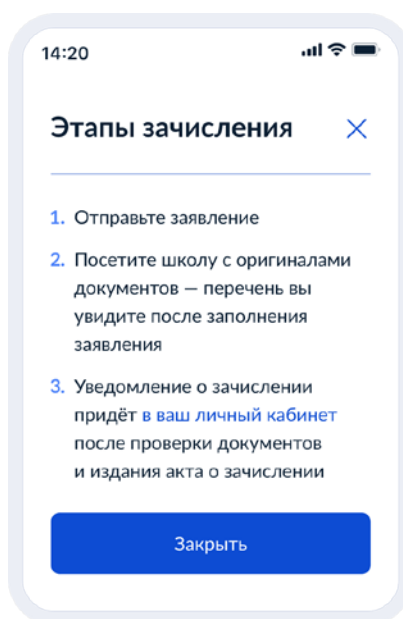 14:20
Этапы зачисления
1. Отправьте заявление
2. Посетите школу с оригиналами
документов — перечень вы
увидите после заполнения
заявления
3. Уведомление о зачислении
придёт в ваш личный кабинет
после проверки документов
и издания акта о зачислении
Закрыть